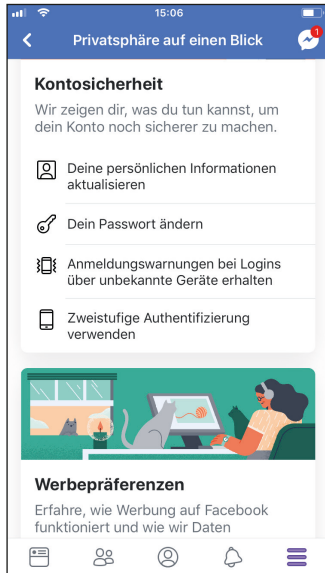 15:06
Privatsphäre auf einen Blick
1
Kontosicherheit
Wir zeigen dir, was du tun kannst, um
dein Konto noch sicherer zu machen.
Deine persönlichen Informationen
aktualisieren
Dein Passwort ändern
Anmeldungswarnungen bei Logins
über unbekannte Geräte erhalten
Zweistufige Authentifizierung
verwenden
Werbepräferenzen
Erfahre, wie Werbung auf Facebook
funktioniert und wie wir Daten